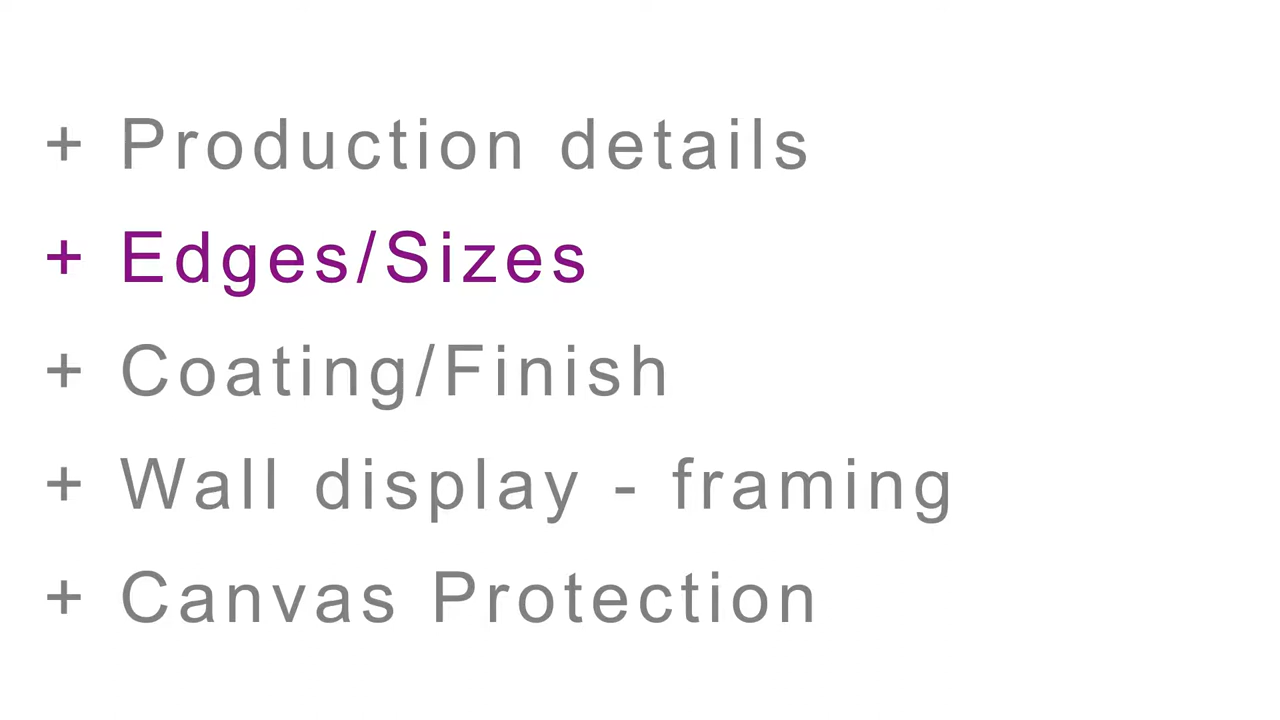 + Production details
+ Edges/Sizes
+ Coating/Finish
+ Wall display - framing
+ Canvas Protection